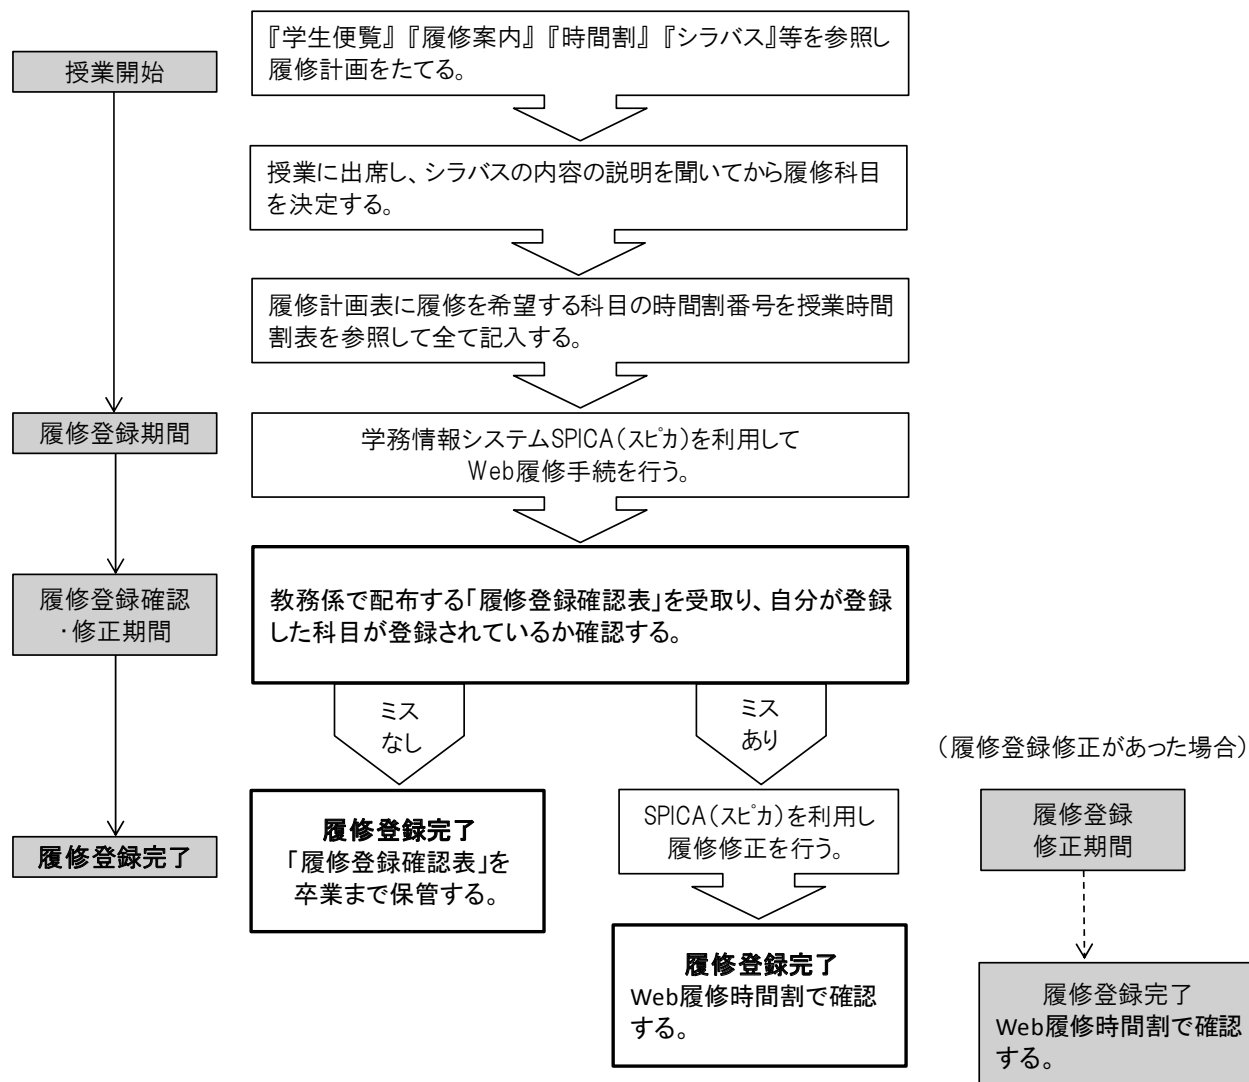 『学生便覧』『履修案内』『時間割』『シラバス』等を参照し
履修計画をたてる。
授業開始
授業に出席し、シラバスの内容の説明を聞いてから履修科目
を決定する。
履修計画表に履修を希望する科目の時間割番号を授業時間
割表を参照して全て記入する。
履修登録期間
学務情報システムSPICA(スピカ)を利用して
Web履修手続を行う。
履修登録確認
・修正期間
教務係で配布する「履修登録確認表」を受取り、自分が登録
した科目が登録されているか確認する。
ミス
なし
ミス
あり
(履修登録修正があった場合)
履修登録完了
履修登録完了
「履修登録確認表」を
卒業まで保管する。
SPICA(スピカ)を利用し
履修修正を行う。
履修登録
修正期間
履修登録完了
Web履修時間割で確認
する。
履修登録完了
Web履修時間割で確認
する。